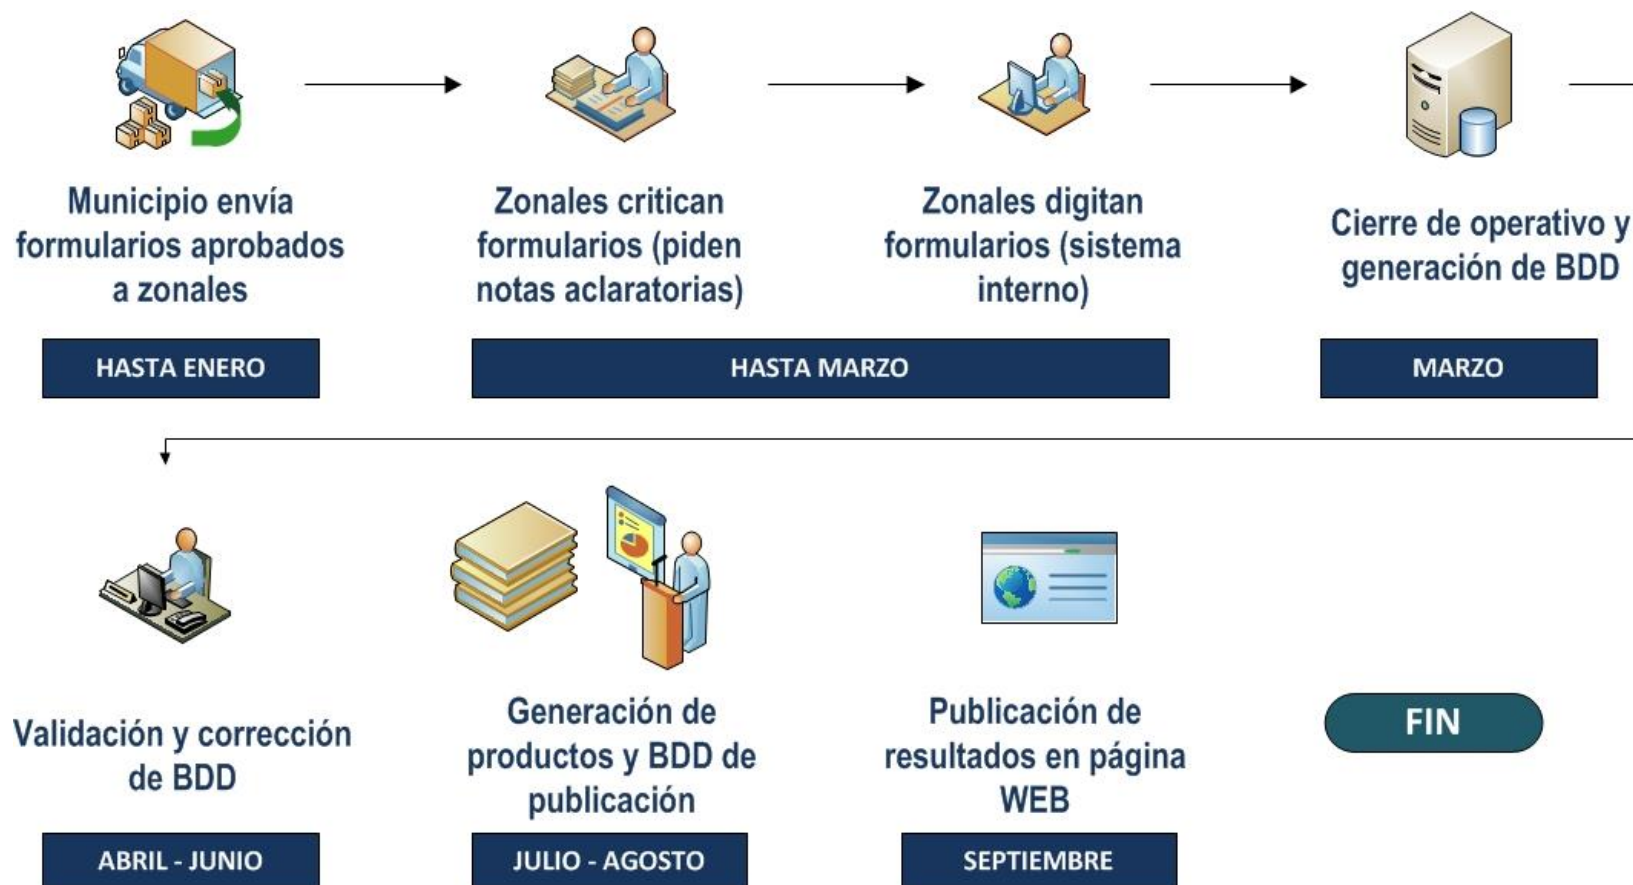 Municipio envía
formularios aprobados
a zonales
HASTA ENERO
Zonales critican
formularios (piden
notas aclaratorias)
Zonales digitan
formularios (sistema
interno)
HASTA MARZO
Cierre de operativo y
generación de BDD
MARZO
Validación y corrección
de BDD
ABRIL - JUNIO
Generación de
productos y BDD de
publicación
JULIO - AGOSTO
Publicación de
resultados en página
WEB
SEPTIEMBRE
FIN